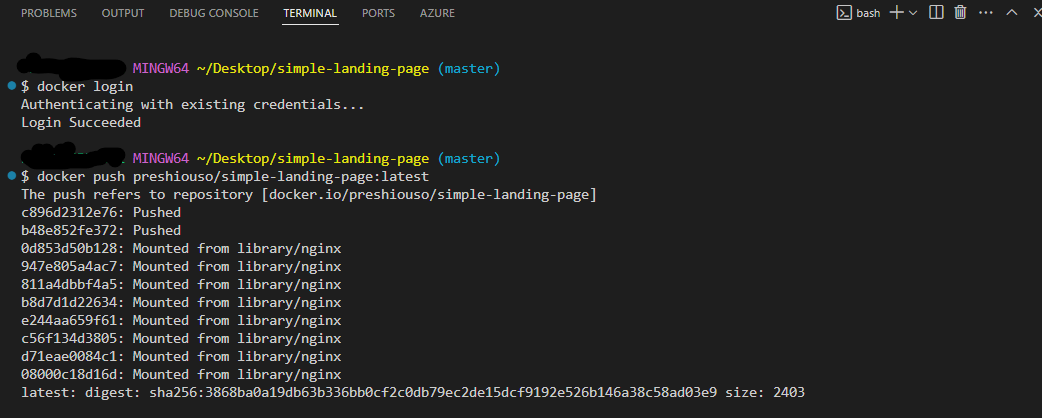 PROBLEMS OUTPUT DEBUG CONSOLE TERMINAL PORTS AZURE bash
MINGW64 ~/Desktop/simple-landing-page (master)
$ docker login
Authenticating with existing credentials...
Login Succeeded
MINGW64 ~/Desktop/simple-landing-page (master)
$ docker push preshiouso/simple-landing-page:latest
The push refers to repository [docker.io/preshiouso/simple-landing-page]
c896d2312e76: Pushed
b48e852fe372: Pushed
0d853d50b128: Mounted from library/nginx
947e805a4ac7: Mounted from library/nginx
811a4dbbf4a5: Mounted from library/nginx
b8d7d1d22634: Mounted from library/nginx
e244aa659f61: Mounted from library/nginx
c56f134d3805: Mounted from library/nginx
d71eae0084c1: Mounted from library/nginx
08000c18d16d: Mounted from library/nginx
latest: digest: sha256:3868ba0a19db63b336bb0cf2c0db79ec2de15dcf9192e526b146a38c58ad03e9 size: 2403